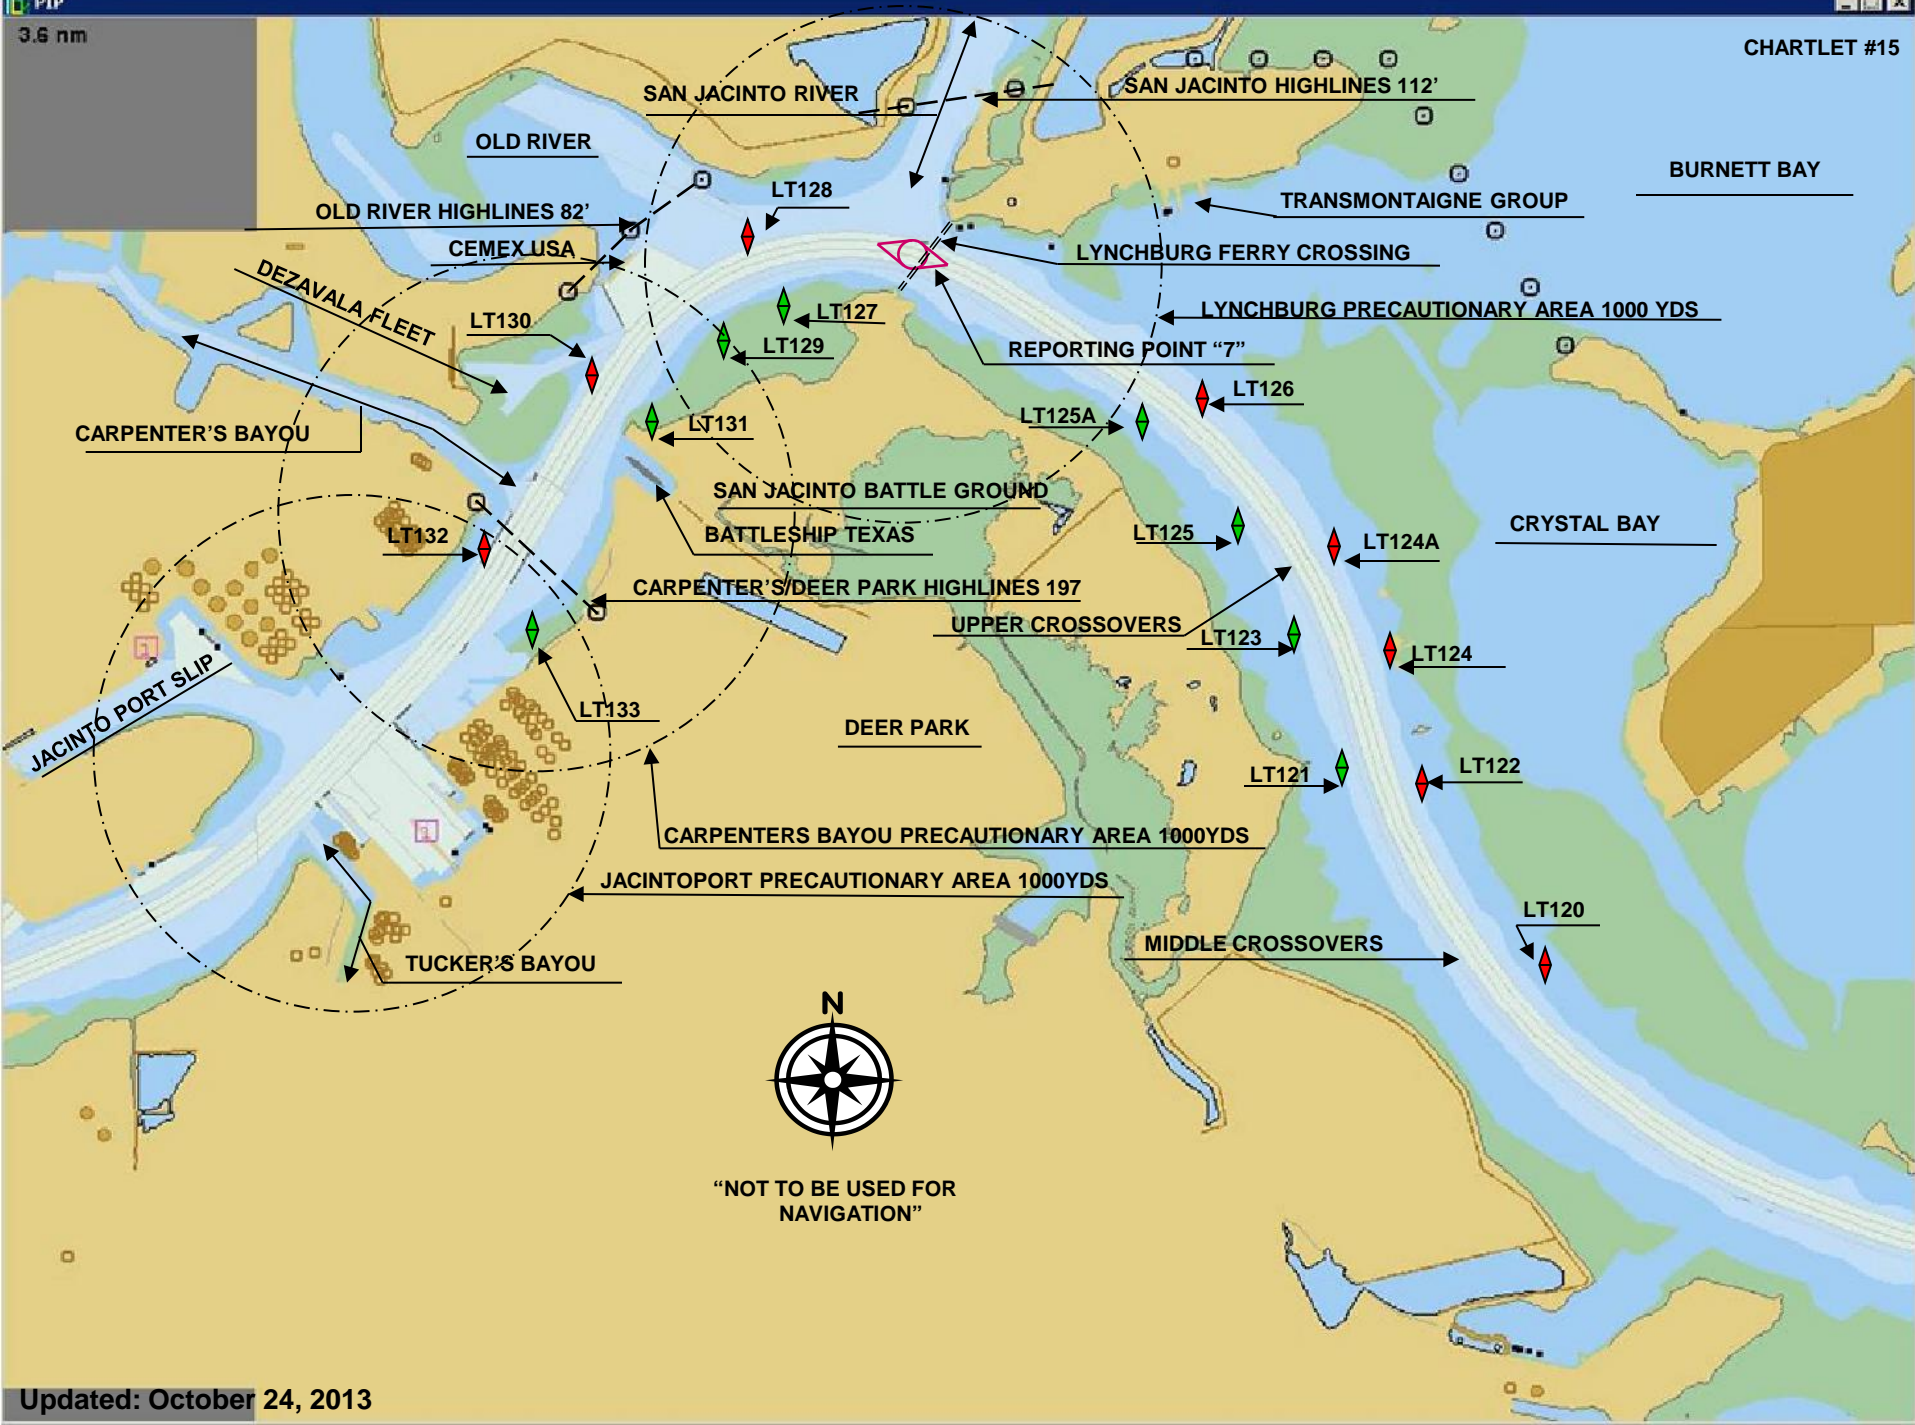 PIP
3.6 nm
CHARTLET #15
SAN JACINTO RIVER
SAN JACINTO HIGHLINES 112’
OLD RIVER
BURNETT BAY
LT128
TRANSMONTAIGNE GROUP
OLD RIVER HIGHLINES 82’
CEMEX USA
LYNCHBURG FERRY CROSSING
DEZAVALA FLEET
LT130
LT127
LYNCHBURG PRECAUTIONARY AREA 1000 YDS
LT129
REPORTING POINT “7”
LT126
LT125A
LT131
CARPENTER’S BAYOU
SAN JACINTO BATTLE GROUND
CRYSTAL BAY
LT132
BATTLESHIP TEXAS
LT125
LT124A
CARPENTER’S/DEER PARK HIGHLINES 197
UPPER CROSSOVERS
LT123
LT124
JACINTO PORT SLIP
LT133
DEER PARK
LT121
LT122
CARPENTERS BAYOU PRECAUTIONARY AREA 1000YDS
JACINTOPORT PRECAUTIONARY AREA 1000YDS
LT120
MIDDLE CROSSOVERS
TUCKER’S BAYOU
N
“NOT TO BE USED FOR
NAVIGATION”
Updated: October 24, 2013